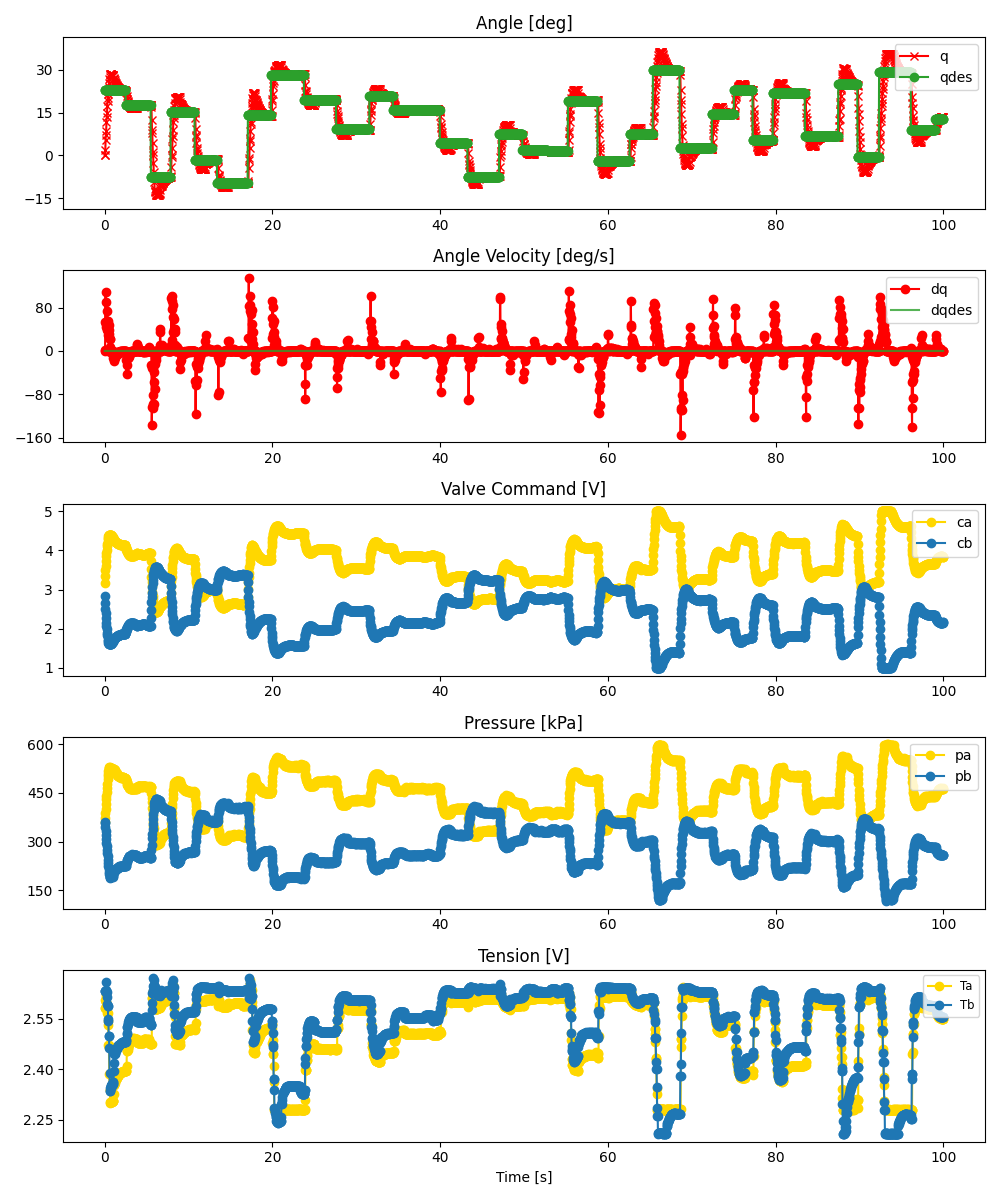 Angle [deg]
30
15
0
−15
q
qdes
0 20 40 60 80 100
Angle Velocity [deg/s]
80
0
−80
−160
dq
dqdes
0 20 40 60 80 100
Valve Command [V]
5
4
3
2
1
ca
cb
0 20 40 60 80 100
Pressure [kPa]
600
450
300
150
pa
pb
0 20 40 60 80 100
Tension [V]
2.55
2.40
2.25
Ta
Tb
0 20 40 60 80 100
Time [s]